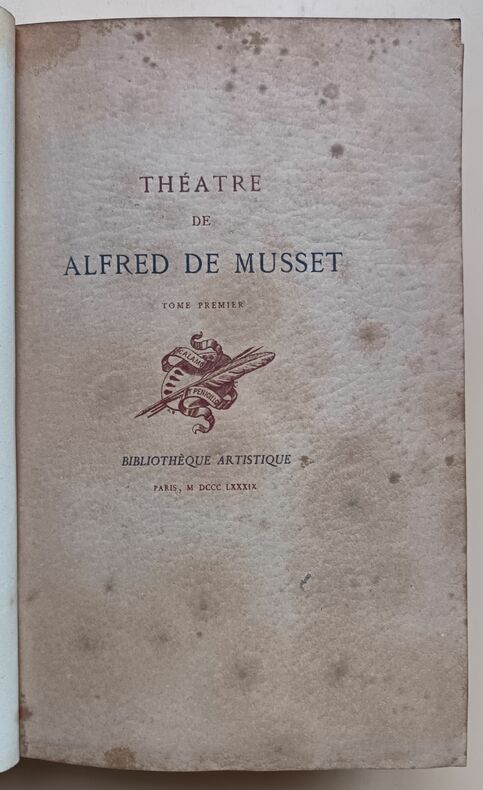 THÉATRE
DE
ALFRED DE MUSSET
TOME PREMIER
CALAMO
PENICILLO
BIBLIOTHÈQUE ARTISTIQUE
PARIS, M DCCC LXXXIX